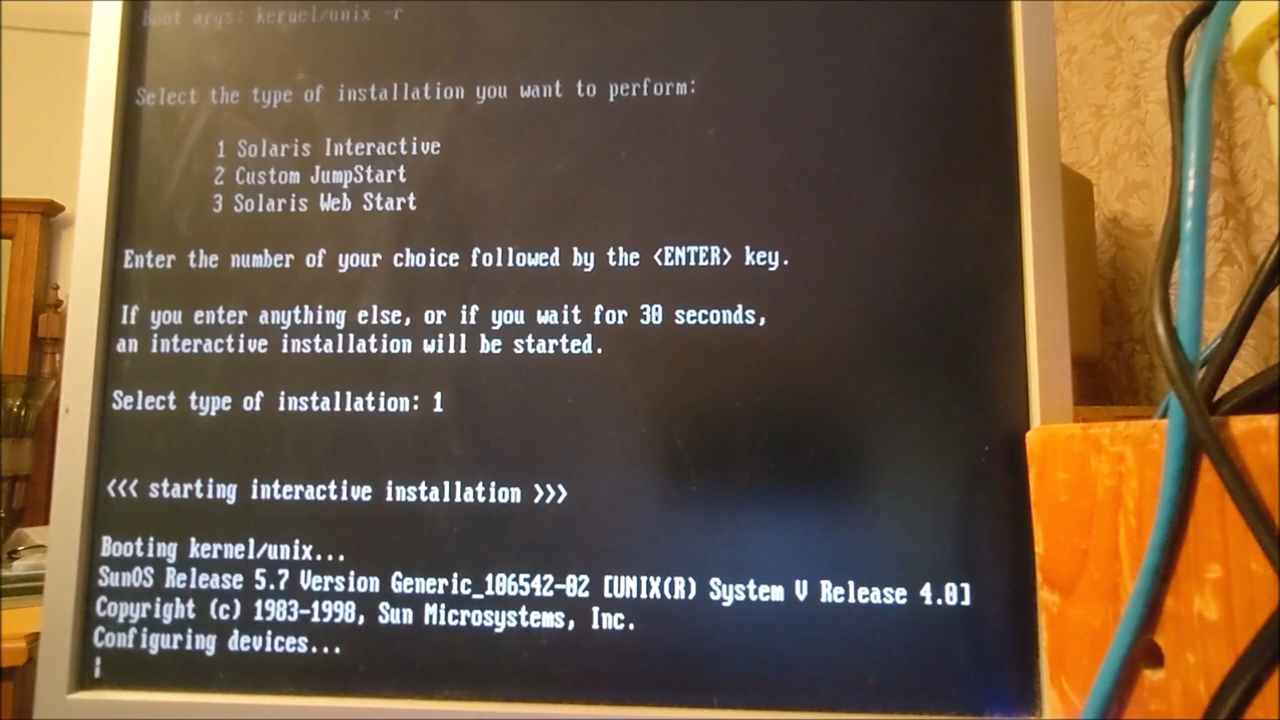 Boot args: kernel/unix -r
Select the type of installation you want to perform:
1 Solaris Interactive
2 Custom JumpStart
3 Solaris Web Start
Enter the number of your choice followed by the <ENTER> key.
If you enter anything else, or if you wait for 30 seconds,
an interactive installation will be started.
Select type of installation: 1
<<< starting interactive installation >>>
Booting kernel/unix...
SunOS Release 5.7 Version Generic_106542-02 [UNIX(R) System V Release 4.0]
Copyright (c) 1983-1998, Sun Microsystems, Inc.
Configuring devices...